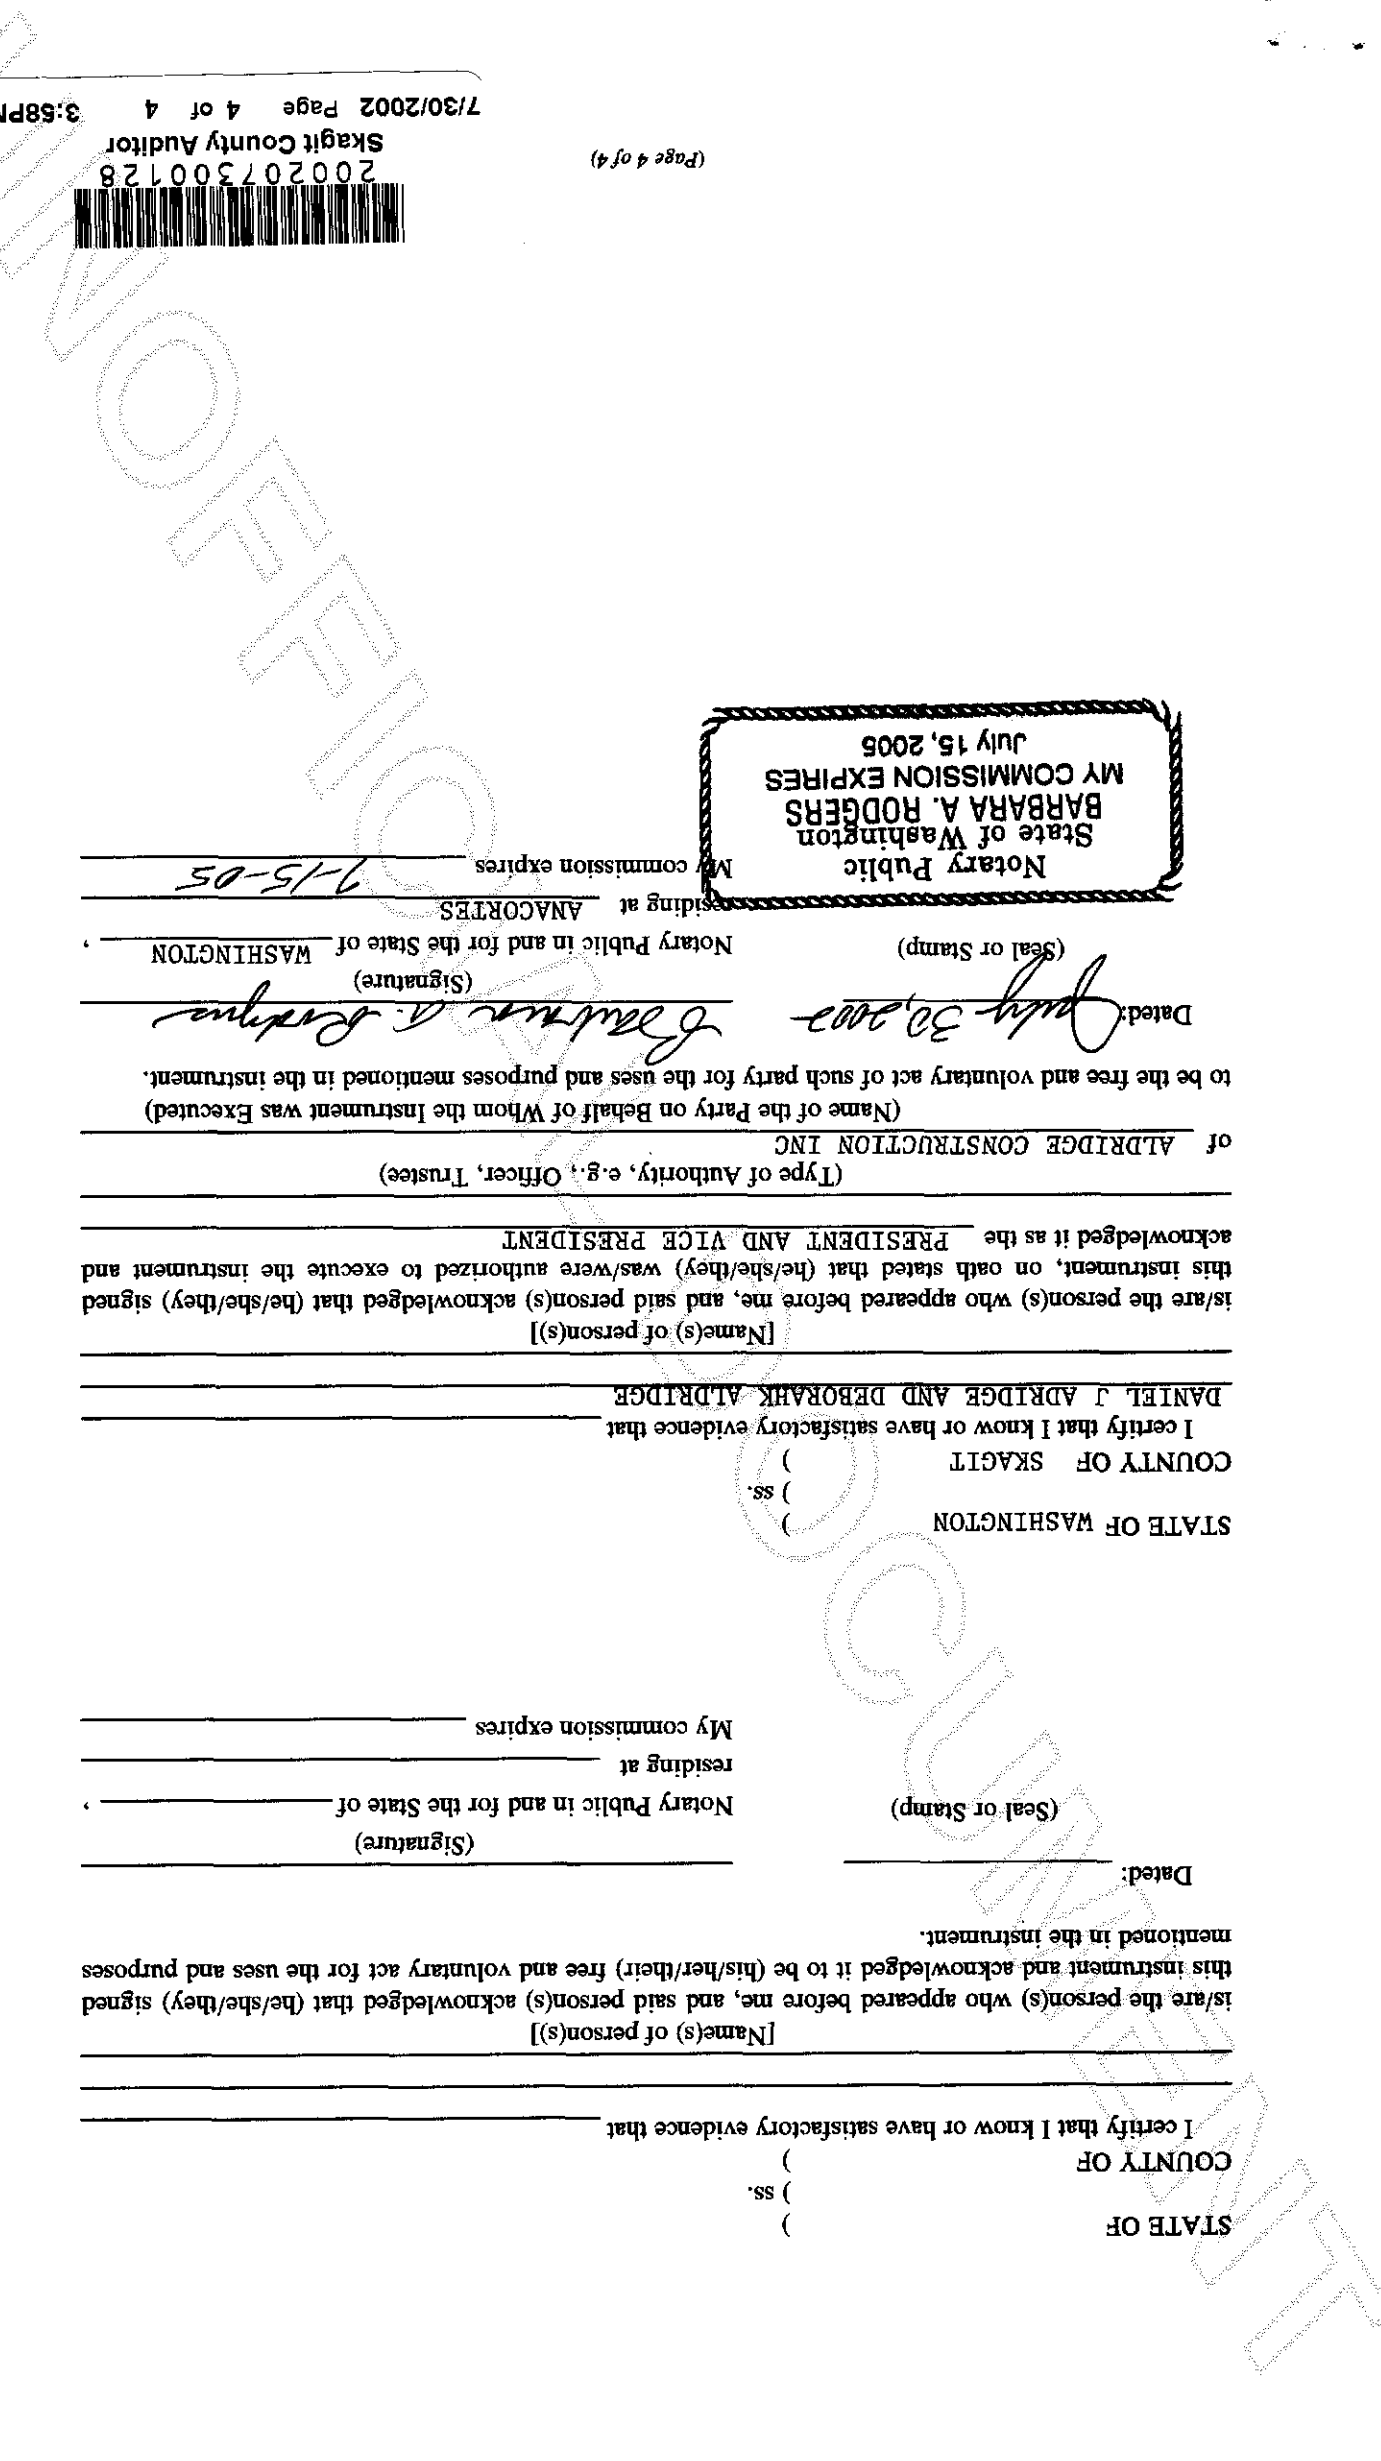 STATE OF )
) ss.
COUNTY OF )
I certify that I know or have satisfactory evidence that
[Name(s) of person(s)]
is/are the person(s) who appeared before me, and said person(s) acknowledged that (he/she/they) signed
this instrument and acknowledged it to be (his/her/their) free and voluntary act for the uses and purposes
mentioned in the instrument.
Dated:
(Signature)
(Seal or Stamp)
Notary Public in and for the State of ,
residing at
My commission expires
STATE OF WASHINGTON )
) ss.
COUNTY OF SKAGIT )
I certify that I know or have satisfactory evidence that
DANIEL J ADRIDGE AND DEBORAHK ALDRIDGE
[Name(s) of person(s)]
is/are the person(s) who appeared before me, and said person(s) acknowledged that (he/she/they) signed
this instrument, on oath stated that (he/she/they) was/were authorized to execute the instrument and
acknowledged it as the PRESIDENT AND VICE PRESIDENT
(Type of Authority, e.g., Officer, Trustee)
of ALDRIDGE CONSTRUCTION INC
(Name of the Party on Behalf of Whom the Instrument was Executed)
to be the free and voluntary act of such party for the uses and purposes mentioned in the instrument.
Dated: July 30, 2002 Barbara A. Rodgers
(Signature)
(Seal or Stamp) Notary Public in and for the State of WASHINGTON ,
residing at ANACORTES
My commission expires 7-15-05
Notary Public
State of Washington
BARBARA A. RODGERS
MY COMMISSION EXPIRES
July 15, 2005
(Page 4 of 4)
200207300128
Skagit County Auditor
7/30/2002 Page 4 of 4 3:58PM
UNOFFICIAL DOCUMENT